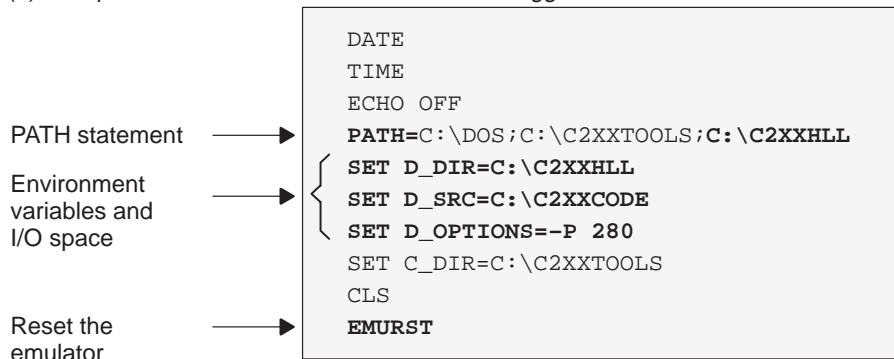 DATE
TIME
ECHO OFF
PATH statement
PATH=C:\DOS;C:\C2XXTOOLS;C:\C2XXHLL
Environment
variables and
I/O space
SET D_DIR=C:\C2XXHLL
SET D_SRC=C:\C2XXCODE
SET D_OPTIONS=–P 280
SET C_DIR=C:\C2XXTOOLS
CLS
Reset the
emulator
EMURST